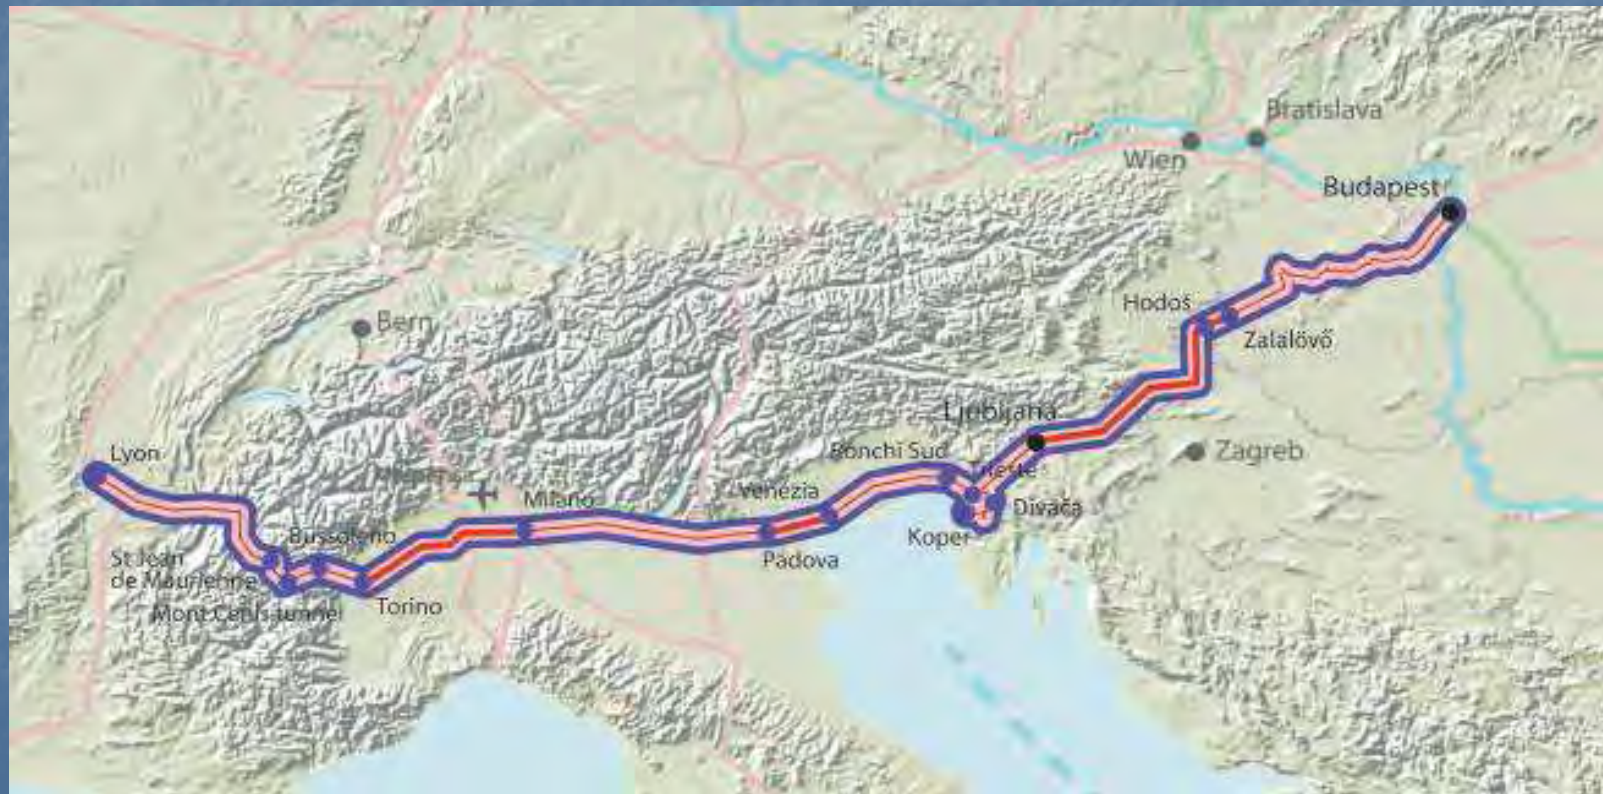 Bratislava
Wien
Budapest
Hodoš
Bern
Zalalövő
Ljubljana
Lyon
Ronchi Sud
Zagreb
Trieste
Milano
Venezia
Divača
Koper
Bussoleno
St Jean
de Maurienne
Padova
Mont Cenis tunnel
Torino